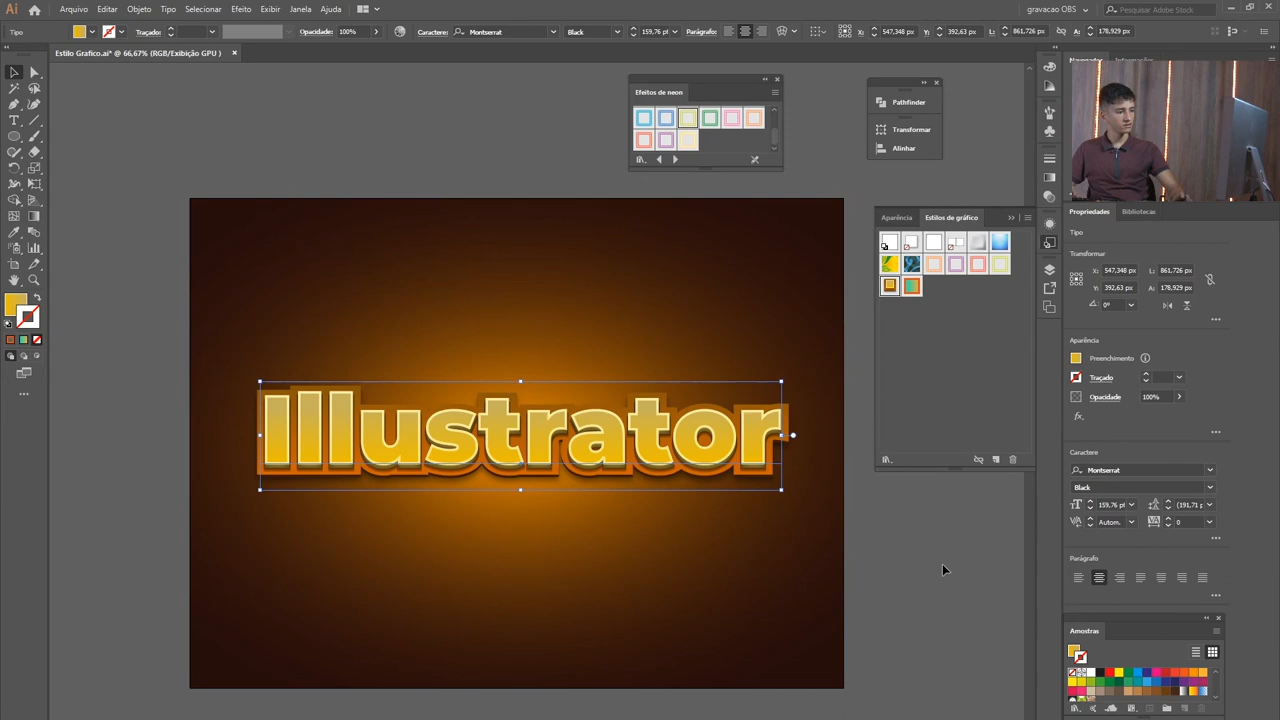 Ai Arquivo Editar Objeto Tipo Selecionar Efeito Exibir Janela Ajuda gravacao OBS Pesquisar Adobe Stock
Tipo Traçado: Opacidade: 100% Caractere: Montserrat Black 159,76 pt Parágrafo: X: 547,348 px Y: 392,63 px L: 861,726 px A: 178,929 px
Estilo Grafico.ai* @ 66,67% (RGB/Exibição GPU )
Efeitos de neon
Pathfinder
Transformar
Alinhar
Aparência Estilos de gráfico
Propriedades Bibliotecas
Tipo
Transformar
X: 547,348 px L: 861,726 px
Y: 392,63 px A: 178,929 px
0°
Aparência
Preenchimento
Traçado
Opacidade 100%
fx.
Caractere
Montserrat
Black
159,76 pt (191,71 p
Autom. 0
Parágrafo
Amostras
Illustrator